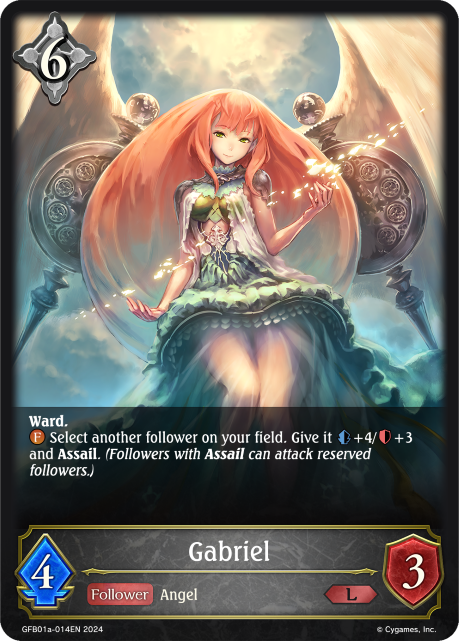 6
Ward.
F Select another follower on your field. Give it +4/+3
and Assail. (Followers with Assail can attack reserved
followers.)
Gabriel
4
Follower Angel
L
3
GFB01a-014EN 2024
© Cygames, Inc.